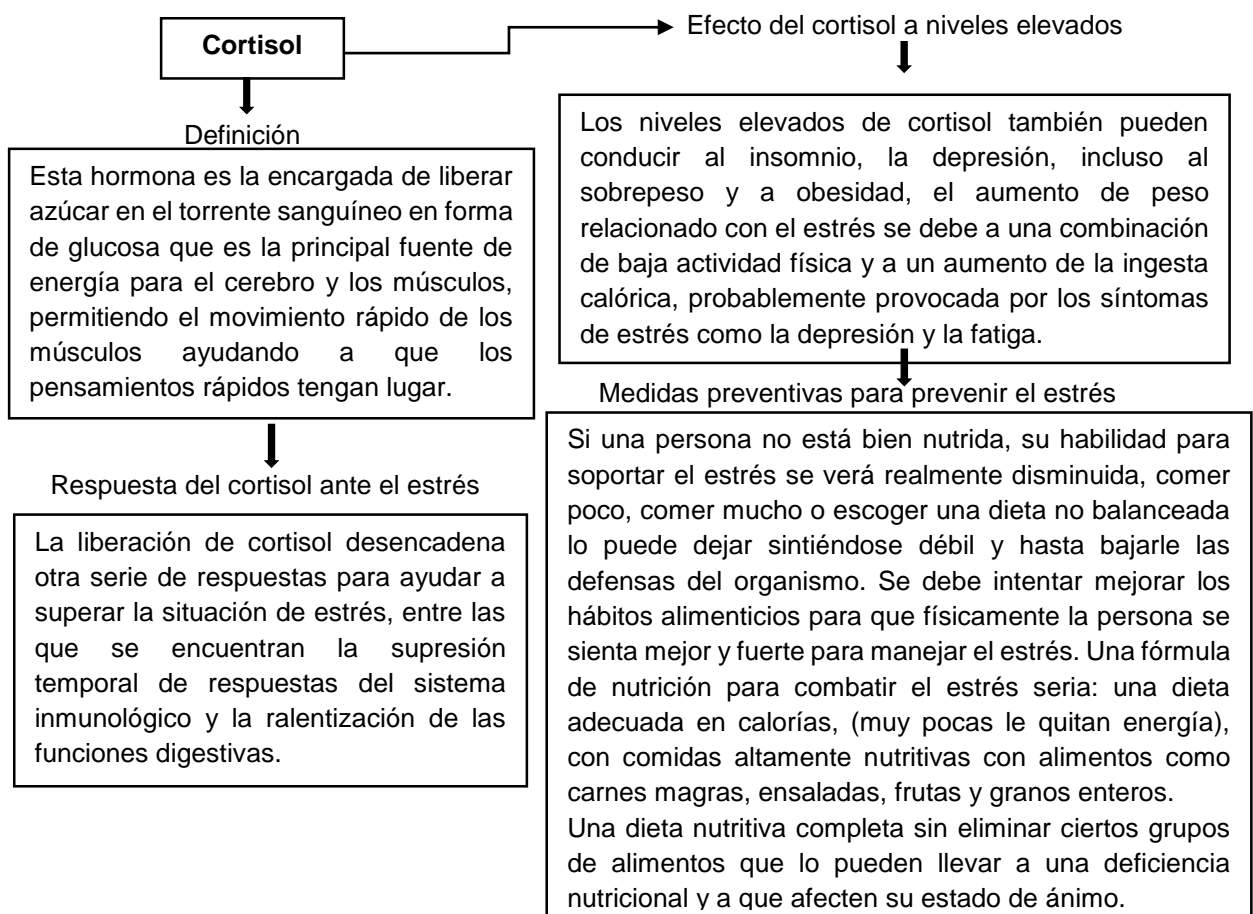 Cortisol
Definición
Esta hormona es la encargada de liberar
azúcar en el torrente sanguíneo en forma
de glucosa que es la principal fuente de
energía para el cerebro y los músculos,
permitiendo el movimiento rápido de los
músculos ayudando a que los
pensamientos rápidos tengan lugar.
Respuesta del cortisol ante el estrés
La liberación de cortisol desencadena
otra serie de respuestas para ayudar a
superar la situación de estrés, entre las
que se encuentran la supresión
temporal de respuestas del sistema
inmunológico y la ralentización de las
funciones digestivas.
Efecto del cortisol a niveles elevados
Los niveles elevados de cortisol también pueden
conducir al insomnio, la depresión, incluso al
sobrepeso y a obesidad, el aumento de peso
relacionado con el estrés se debe a una combinación
de baja actividad física y a un aumento de la ingesta
calórica, probablemente provocada por los síntomas
de estrés como la depresión y la fatiga.
Medidas preventivas para prevenir el estrés
Si una persona no está bien nutrida, su habilidad para
soportar el estrés se verá realmente disminuida, comer
poco, comer mucho o escoger una dieta no balanceada
lo puede dejar sintiéndose débil y hasta bajarle las
defensas del organismo. Se debe intentar mejorar los
hábitos alimenticios para que físicamente la persona se
sienta mejor y fuerte para manejar el estrés. Una fórmula
de nutrición para combatir el estrés seria: una dieta
adecuada en calorías, (muy pocas le quitan energía),
con comidas altamente nutritivas con alimentos como
carnes magras, ensaladas, frutas y granos enteros.
Una dieta nutritiva completa sin eliminar ciertos grupos
de alimentos que lo pueden llevar a una deficiencia
nutricional y a que afecten su estado de ánimo.